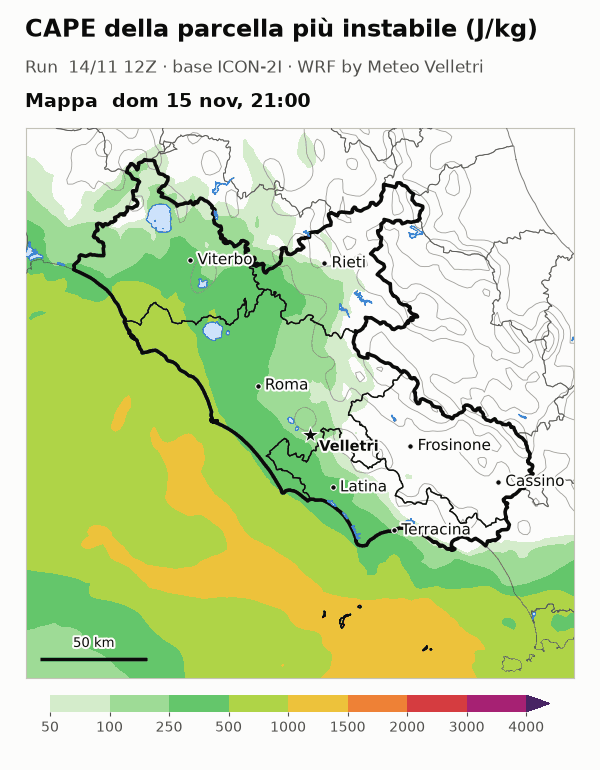 CAPE della parcella più instabile (J/kg)
Run 14/11 12Z · base ICON-2I · WRF by Meteo Velletri
Mappa dom 15 nov, 21:00
Viterbo
Rieti
Roma
Velletri
Frosinone
Cassino
Latina
Terracina
50 km
50 100 250 500 1000 1500 2000 3000 4000